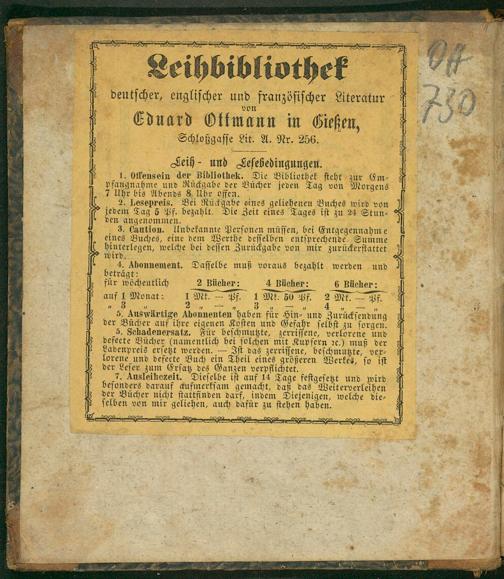 Off
730
Leihbibliothek
deutscher, englischer und französischer Literatur
von
Eduard Ottmann in Gießen,
Schloßgasse Lit. A. Nr. 256.
Leih- und Lesebedingungen.
1. Offensein der Bibliothek. Die Bibliothek steht zur Em-
pfangnahme und Rückgabe der Bücher jeden Tag von Morgens
7 Uhr bis Abends 8 Uhr offen.
2. Lesepreis. Bei Rückgabe eines geliehenen Buches wird von
jedem Tag 5 Pf. bezahlt. Die Zeit eines Tages ist zu 24 Stun-
den angenommen.
3. Caution. Unbekannte Personen müssen, bei Entgegennahme
eines Buches, eine dem Werthe desselben entsprechende Summe
hinterlegen, welche bei dessen Zurückgabe von mir zurückerstattet
wird.
4. Abonnement. Dasselbe muß voraus bezahlt werden und
beträgt:
für wöchentlich 2 Bücher: 4 Bücher: 6 Bücher:
auf 1 Monat: 1 Mk. — Pf. 1 Mk. 50 Pf. 2 Mk. — Pf.
„ 3 „ 2 „ — „ 3 „ — „ 4 „ — „
5. Auswärtige Abonnenten haben für Hin- und Zurücksendung
der Bücher auf ihre eigenen Kosten und Gefahr selbst zu sorgen.
6. Schadenersatz. Für beschmutzte, zerrissene, verlorene und
defecte Bücher (namentlich bei solchen mit Kupfern ꝛc.) muß der
Ladenpreis ersetzt werden. — Ist das zerrissene, beschmutzte, ver-
lorene und defecte Buch ein Theil eines größeren Werkes, so ist
der Leser zum Ersatz des Ganzen verpflichtet.
7. Ausleihezeit. Dieselbe ist auf 14 Tage festgesetzt und wird
besonders darauf aufmerksam gemacht, daß das Weiterverleihen
der Bücher nicht stattfinden darf, indem Diejenigen, welche die-
selben von mir geliehen, auch dafür zu stehen haben.